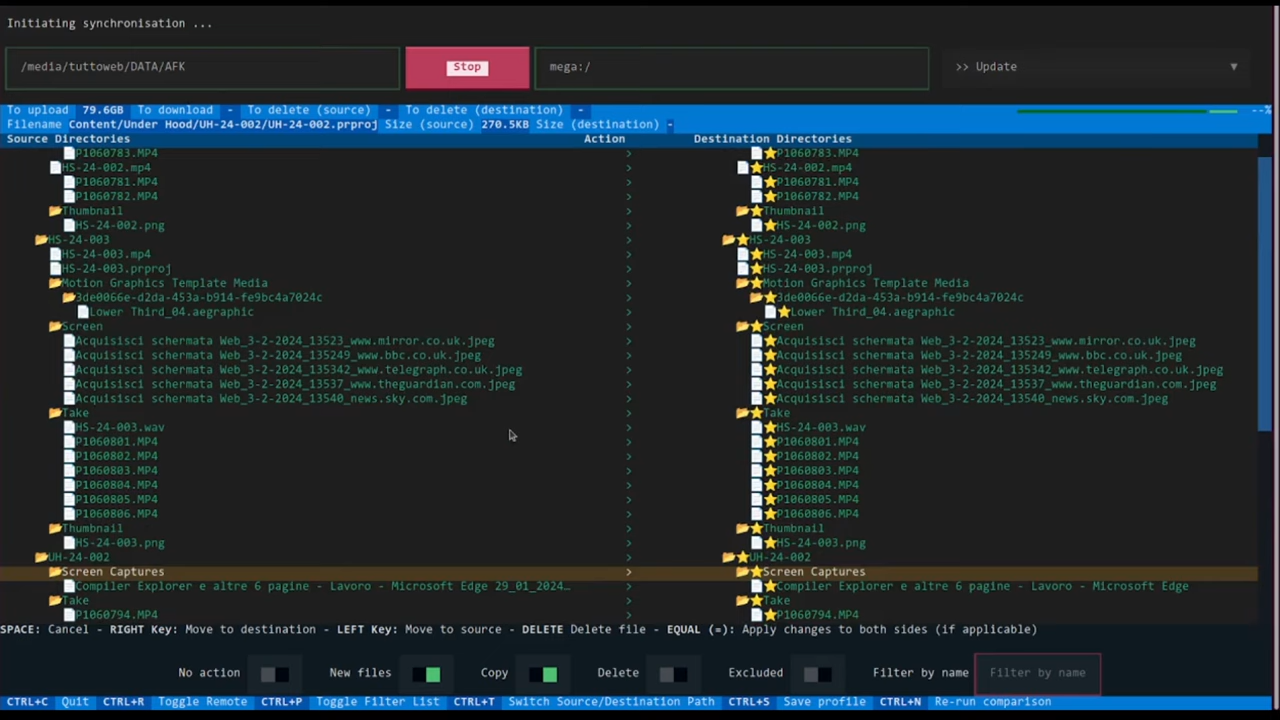 Initiating synchronisation ...
/media/tuttoweb/DATA/AFK Stop mega:/ >> Update ▼
To upload 79.6GB To download - To delete (source) - To delete (destination) - --%
Filename Content/Under Hood/UH-24-002/UH-24-002.prproj Size (source) 270.5KB Size (destination) -
Source Directories Action Destination Directories
P1060783.MP4 > P1060783.MP4
HS-24-002.mp4 > HS-24-002.mp4
P1060781.MP4 > P1060781.MP4
P1060782.MP4 > P1060782.MP4
Thumbnail > Thumbnail
HS-24-002.png > HS-24-002.png
HS-24-003 > HS-24-003
HS-24-003.mp4 > HS-24-003.mp4
HS-24-003.prproj > HS-24-003.prproj
Motion Graphics Template Media > Motion Graphics Template Media
3de0066e-d2da-453a-b914-fe9bc4a7024c > 3de0066e-d2da-453a-b914-fe9bc4a7024c
Lower Third_04.aegraphic > Lower Third_04.aegraphic
Screen > Screen
Acquisisci schermata Web_3-2-2024_13523_www.mirror.co.uk.jpeg > Acquisisci schermata Web_3-2-2024_13523_www.mirror.co.uk.jpeg
Acquisisci schermata Web_3-2-2024_135249_www.bbc.co.uk.jpeg > Acquisisci schermata Web_3-2-2024_135249_www.bbc.co.uk.jpeg
Acquisisci schermata Web_3-2-2024_135342_www.telegraph.co.uk.jpeg > Acquisisci schermata Web_3-2-2024_135342_www.telegraph.co.uk.jpeg
Acquisisci schermata Web_3-2-2024_13537_www.theguardian.com.jpeg > Acquisisci schermata Web_3-2-2024_13537_www.theguardian.com.jpeg
Acquisisci schermata Web_3-2-2024_13540_news.sky.com.jpeg > Acquisisci schermata Web_3-2-2024_13540_news.sky.com.jpeg
Take > Take
HS-24-003.wav > HS-24-003.wav
P1060801.MP4 > P1060801.MP4
P1060802.MP4 > P1060802.MP4
P1060803.MP4 > P1060803.MP4
P1060804.MP4 > P1060804.MP4
P1060805.MP4 > P1060805.MP4
P1060806.MP4 > P1060806.MP4
Thumbnail > Thumbnail
HS-24-003.png > HS-24-003.png
UH-24-002 > UH-24-002
Screen Captures > Screen Captures
Compiler Explorer e altre 6 pagine - Lavoro - Microsoft Edge 29_01_2024… > Compiler Explorer e altre 6 pagine - Lavoro - Microsoft Edge
Take > Take
P1060794.MP4 > P1060794.MP4
SPACE: Cancel - RIGHT Key: Move to destination - LEFT Key: Move to source - DELETE Delete file - EQUAL (=): Apply changes to both sides (if applicable)
No action New files Copy Delete Excluded Filter by name Filter by name
CTRL+C Quit CTRL+R Toggle Remote CTRL+P Toggle Filter List CTRL+T Switch Source/Destination Path CTRL+S Save profile CTRL+N Re-run comparison